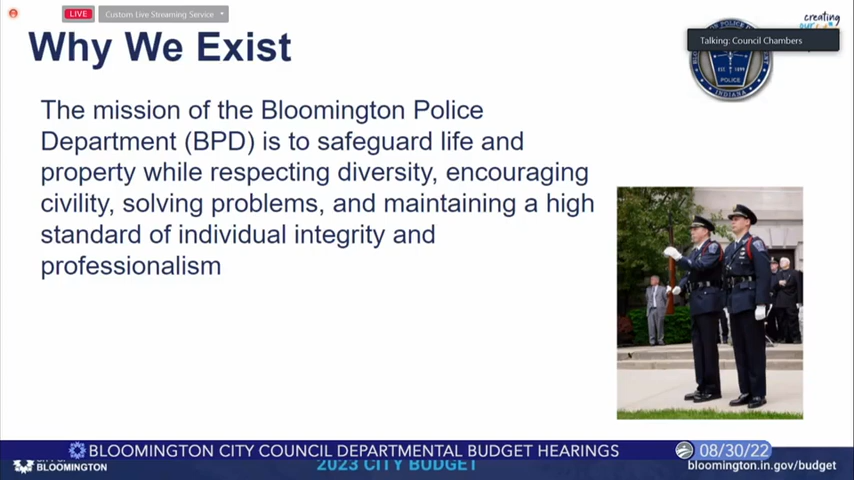 LIVE
Custom Live Streaming Service
Why We Exist
creating
Talking: Council Chambers
POLICE
INDIANA
The mission of the Bloomington Police
Department (BPD) is to safeguard life and
property while respecting diversity, encouraging
civility, solving problems, and maintaining a high
standard of individual integrity and
professionalism
BLOOMINGTON CITY COUNCIL DEPARTMENTAL BUDGET HEARINGS
08/30/22
BLOOMINGTON
2023 CITY BUDGET
bloomington.in.gov/budget